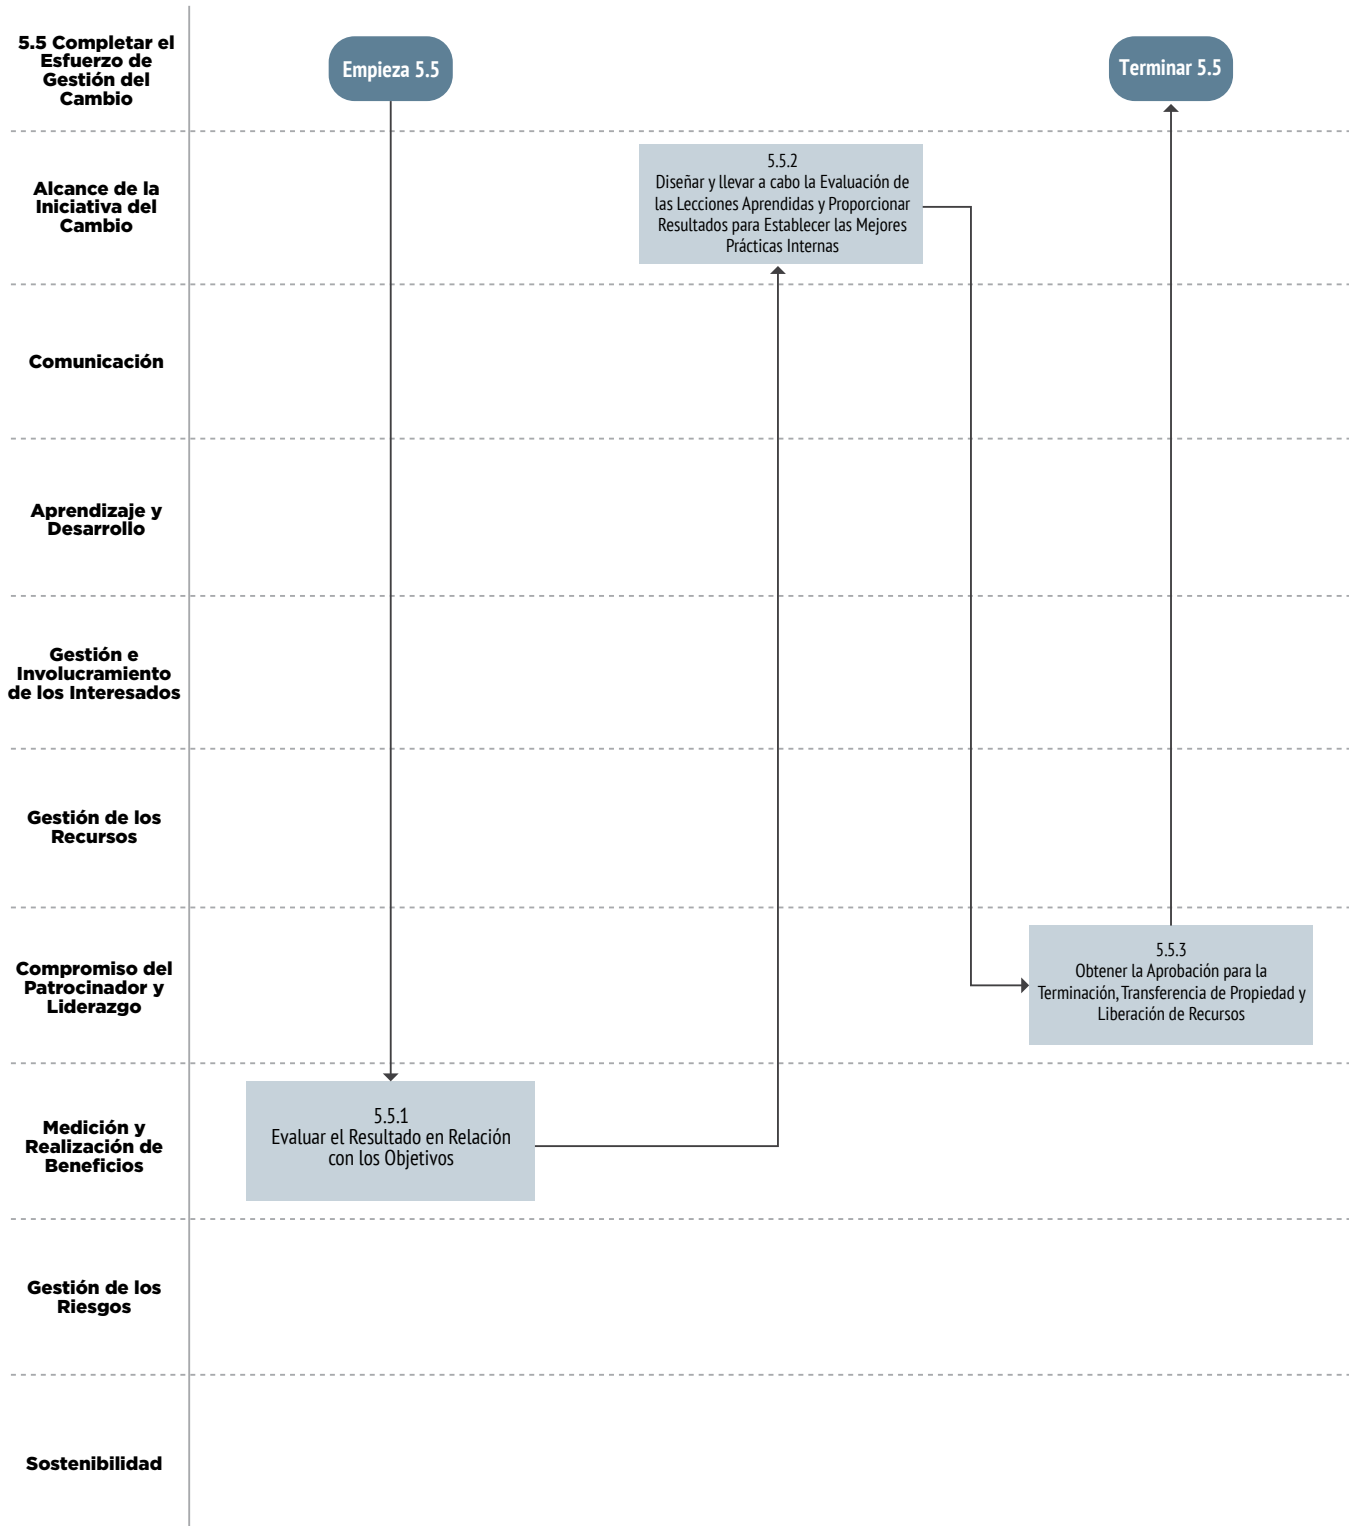 5.5 Completar el
Esfuerzo de
Gestión del
Cambio
Empieza 5.5
Terminar 5.5
Alcance de la
Iniciativa del
Cambio
5.5.2
Diseñar y llevar a cabo la Evaluación de
las Lecciones Aprendidas y Proporcionar
Resultados para Establecer las Mejores
Prácticas Internas
Comunicación
Aprendizaje y
Desarrollo
Gestión e
Involucramiento
de los Interesados
Gestión de los
Recursos
Compromiso del
Patrocinador y
Liderazgo
5.5.3
Obtener la Aprobación para la
Terminación, Transferencia de Propiedad y
Liberación de Recursos
Medición y
Realización de
Beneficios
5.5.1
Evaluar el Resultado en Relación
con los Objetivos
Gestión de los
Riesgos
Sostenibilidad